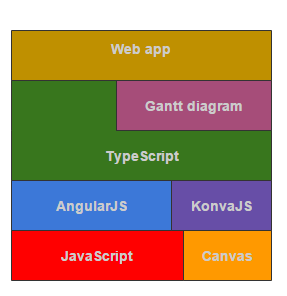 Web app
Gantt diagram
TypeScript
AngularJS
KonvaJS
JavaScript
Canvas